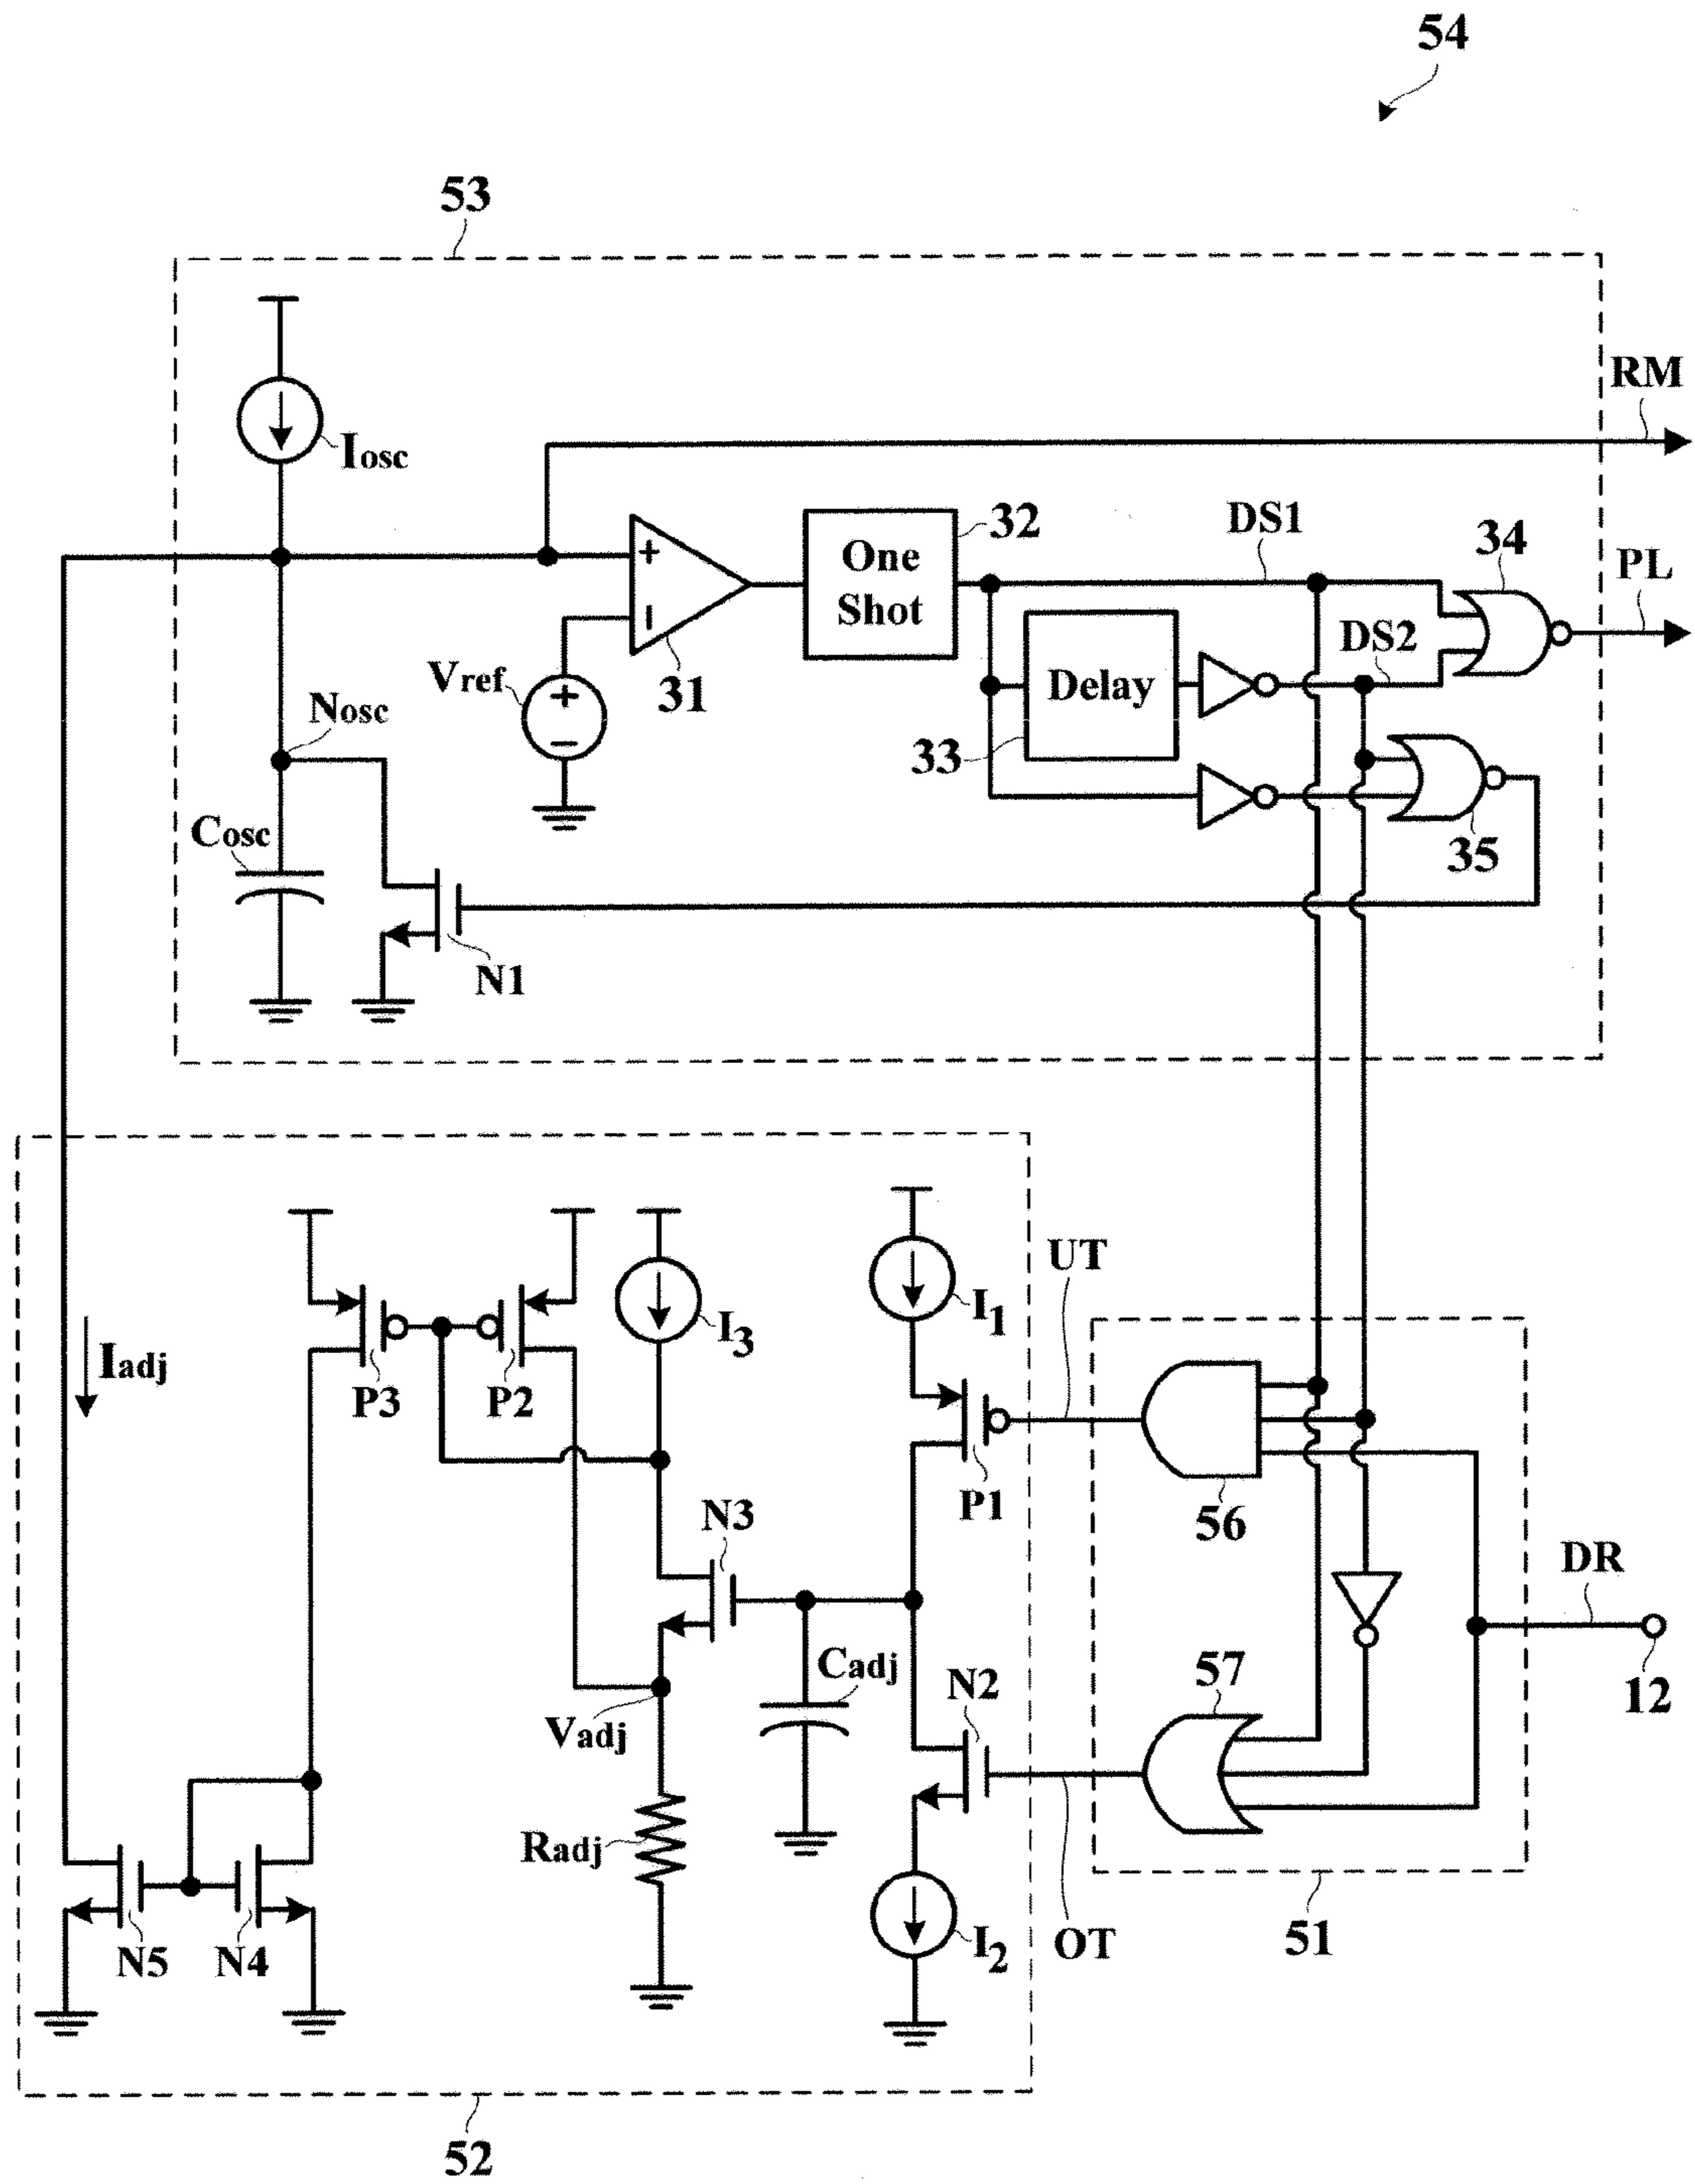 54
53
RM
Iosc
One
Shot
32
DS1
34
PL
+
−
31
DS2
Vref
+
−
Delay
33
Nosc
Cosc
35
N1
UT
I1
I3
Iadj
P3
P2
P1
56
N3
DR
12
57
Cadj
N2
Vadj
Radj
OT
51
I2
N5
N4
52